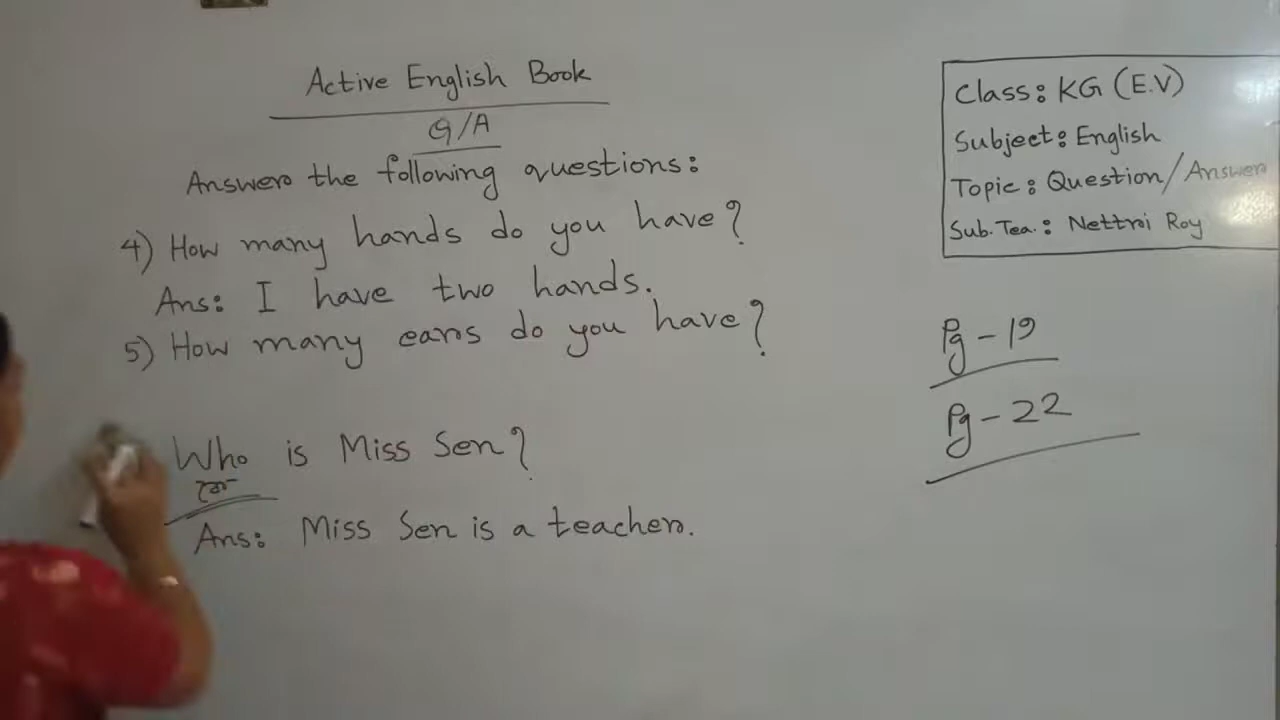 Active English Book
Q/A
Answer the following questions:
4) How many hands do you have?
Ans: I have two hands.
5) How many ears do you have?
Who is Miss Sen?
কে
Ans: Miss Sen is a teacher.
Class: KG (E.V)
Subject: English
Topic: Question/Answer
Sub. Tea.: Nettroi Roy
Pg-19
Pg-22